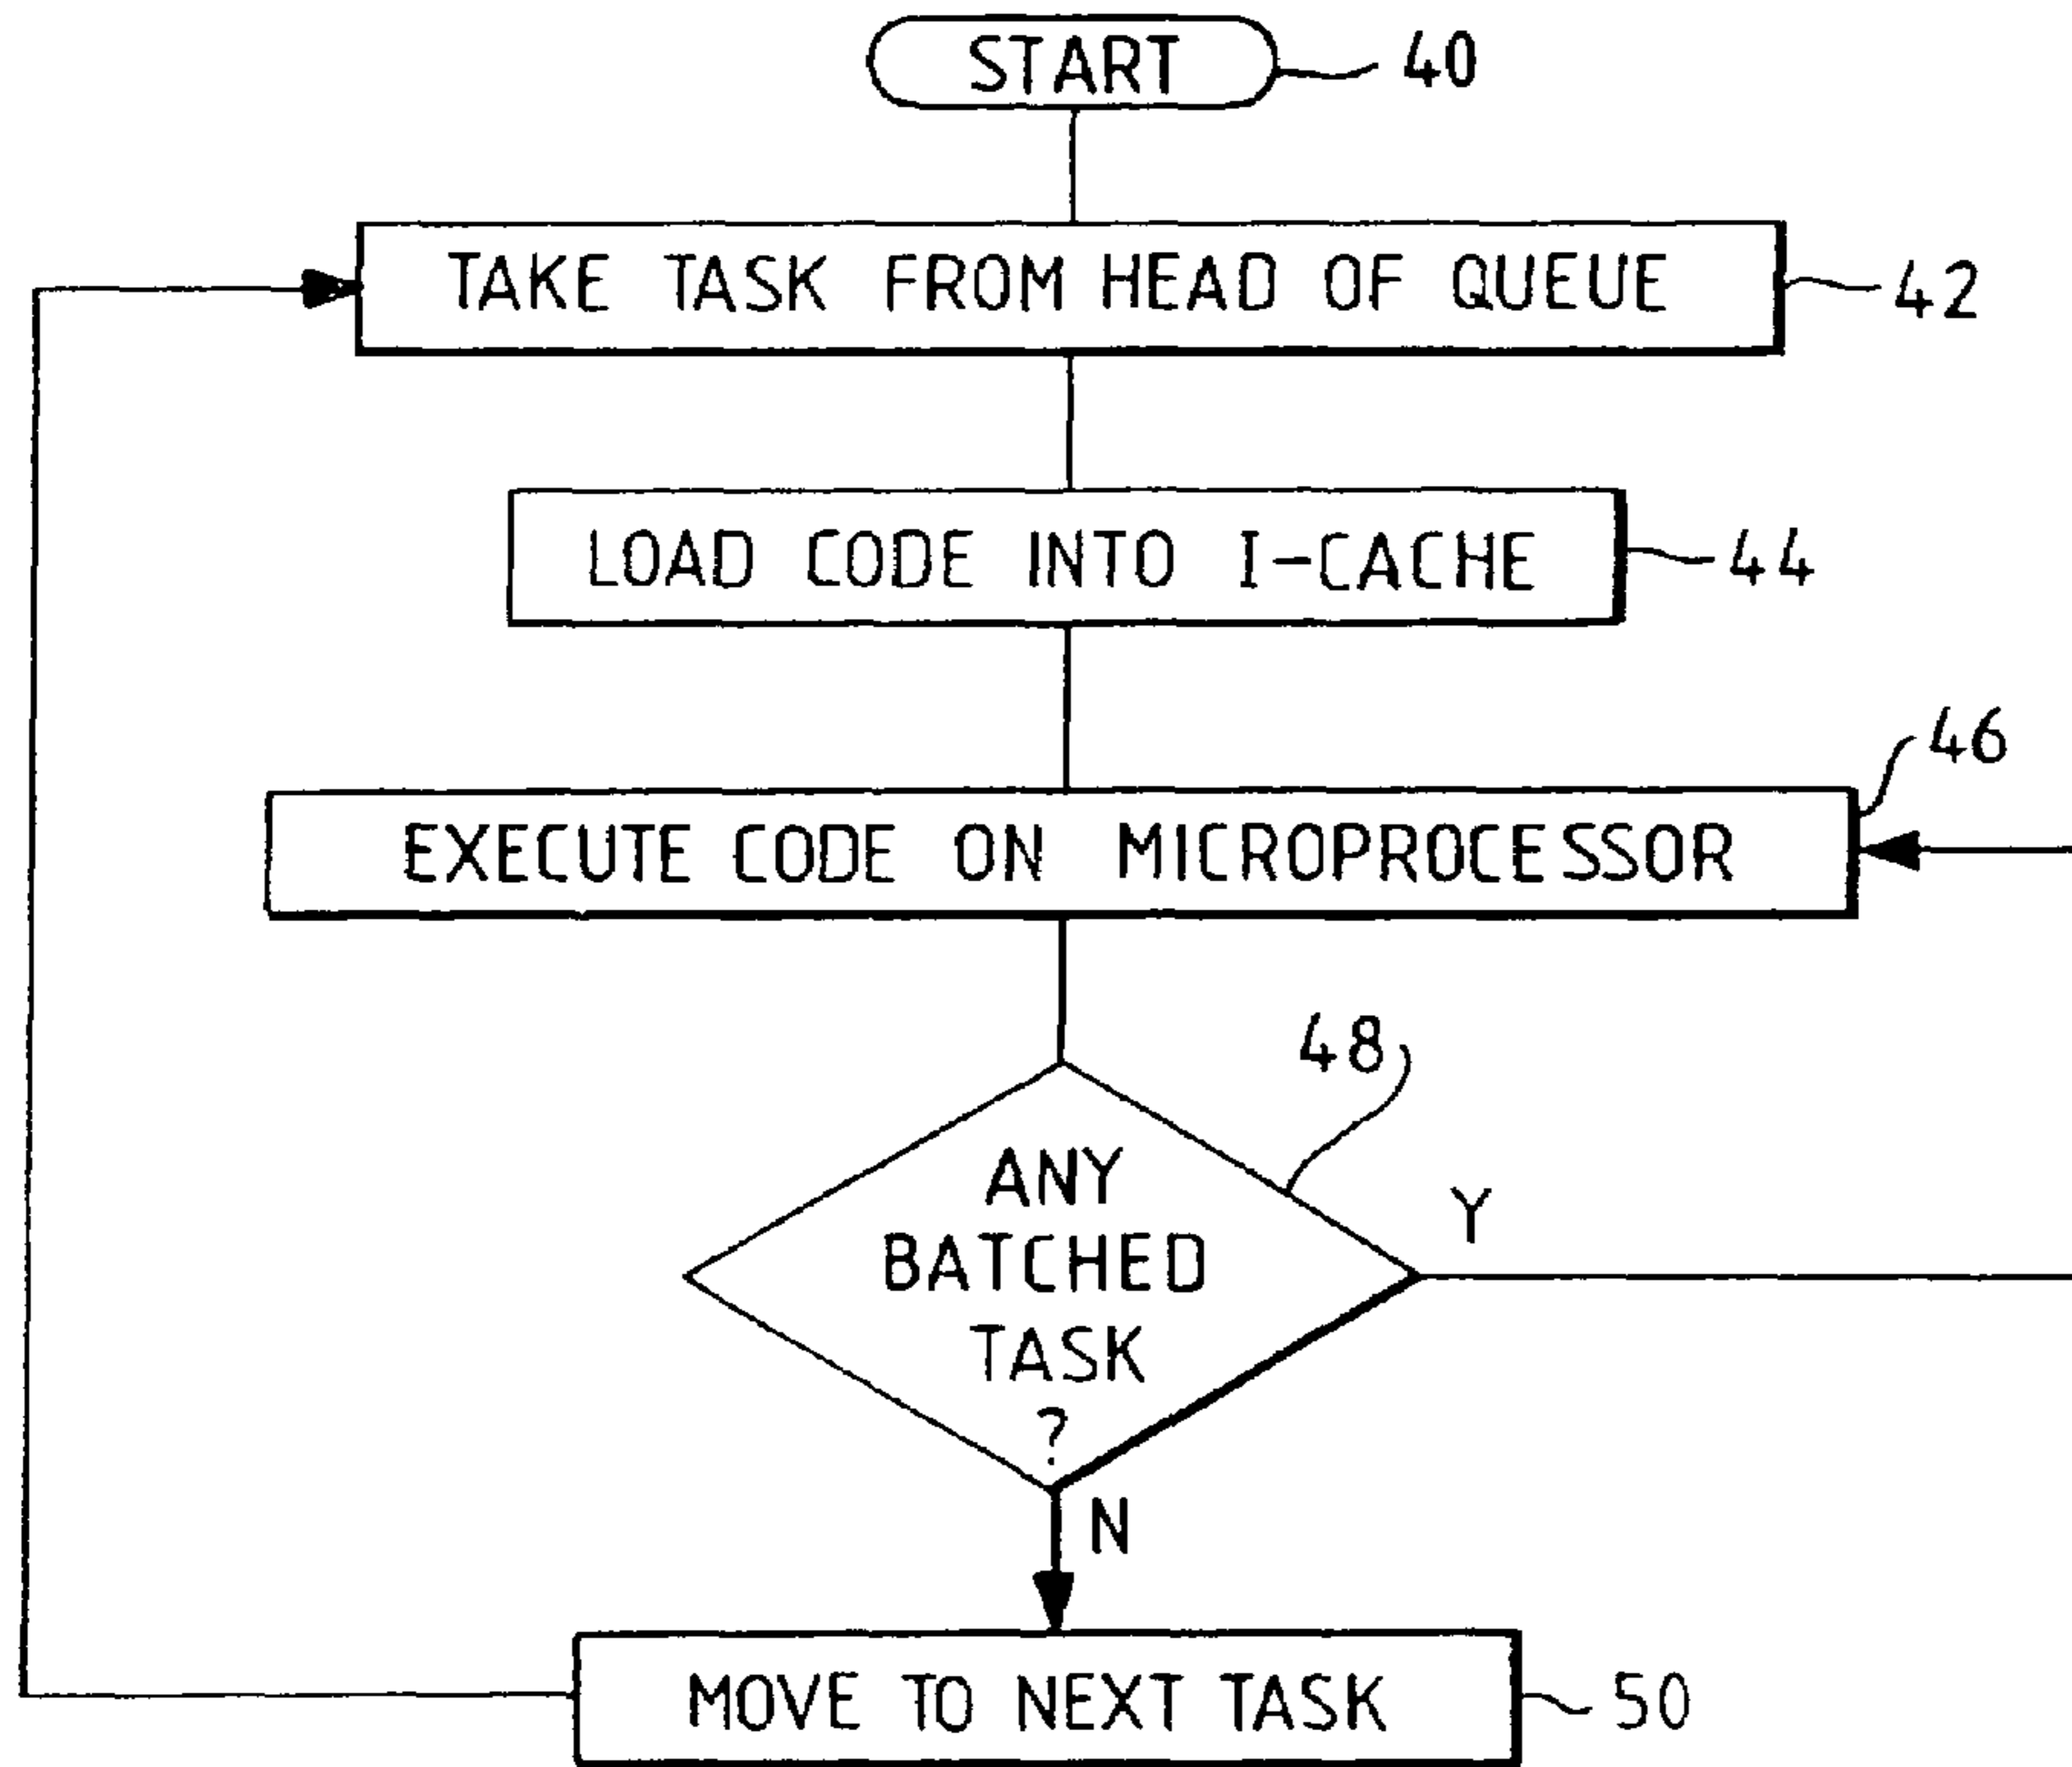 START
40
TAKE TASK FROM HEAD OF QUEUE
42
LOAD CODE INTO I-CACHE
44
46
EXECUTE CODE ON MICROPROCESSOR
48
ANY
BATCHED
TASK
?
Y
N
MOVE TO NEXT TASK
50